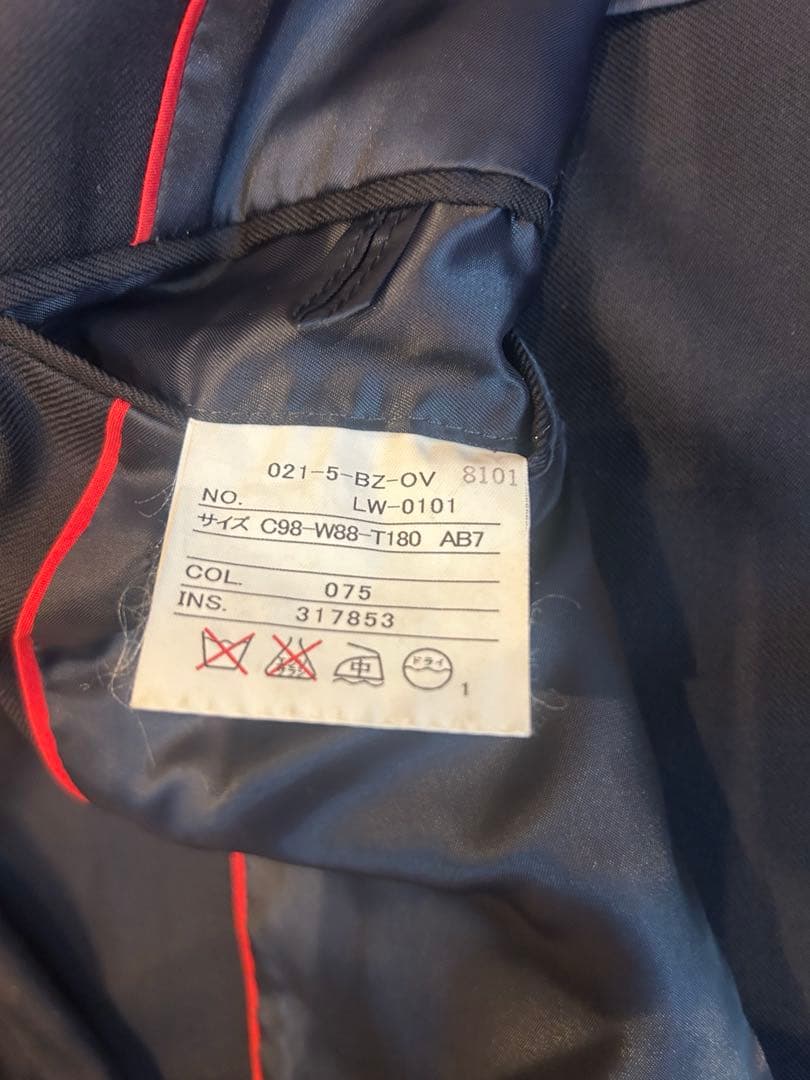 021-5-BZ-OV 8101
NO. LW-0101
サイズ C98-W88-T180 AB7
COL. 075
INS. 317853
中 ドライ
1